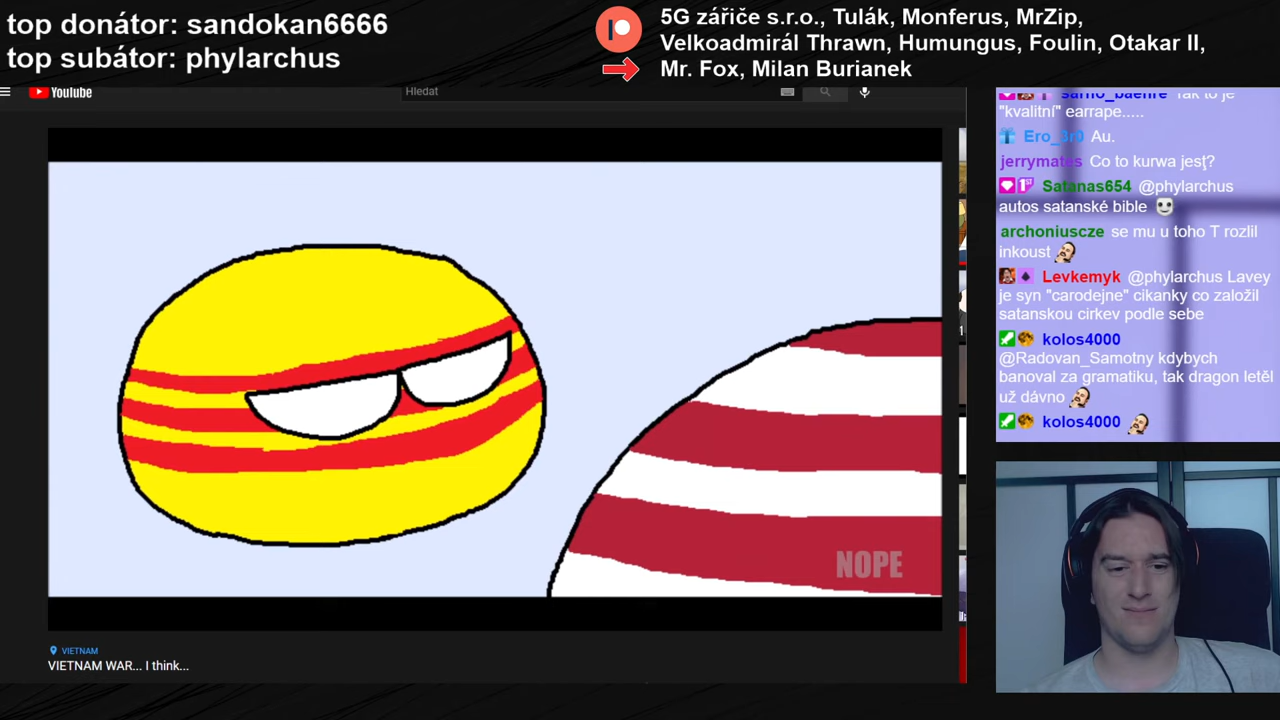 top donátor: sandokan6666
top subátor: phylarchus
5G zářiče s.r.o., Tulák, Monferus, MrZip,
Velkoadmirál Thrawn, Humungus, Foulin, Otakar II,
Mr. Fox, Milan Burianek
YouTube
Hledat
NOPE
VIETNAM
VIETNAM WAR... I think...
Tak to je
"kvalitní" earrape.....
Ero_3r0 Au.
jerrymates Co to kurwa jesţ?
Satanas654 @phylarchus
autos satanské bible
archoniuscze se mu u toho T rozlil
inkoust
Levkemyk @phylarchus Lavey
je syn "carodejne" cikanky co založil
satanskou cirkev podle sebe
kolos4000
@Radovan_Samotny kdybych
banoval za gramatiku, tak dragon letěl
už dávno
kolos4000